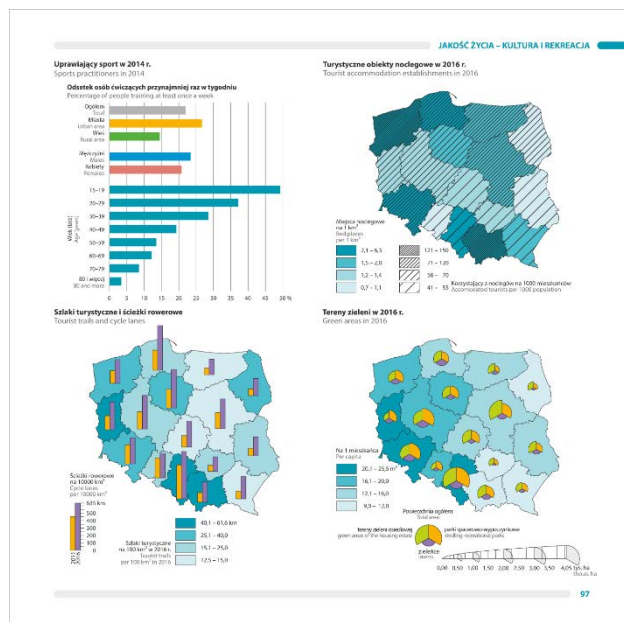 JAKOŚĆ ŻYCIA – KULTURA I REKREACJA
Uprawiający sport w 2014 r.
Sports practitioners in 2014
Odsetek osób ćwiczących przynajmniej raz w tygodniu
Percentage of people training at least once a week
Ogółem
Total
Miasta
Urban area
Wieś
Rural area
Mężczyźni
Males
Kobiety
Females
Wiek (lata)
Age (years)
15–19
20–29
30–39
40–49
50–59
60–69
70–79
80 i więcej
80 and more
0 5 10 15 20 25 30 35 40 45 50 %
Turystyczne obiekty noclegowe w 2016 r.
Tourist accommodation establishments in 2016
Miejsca noclegowe
na 1 km²
Bed places
per 1 km²
2,1 – 6,3
1,5 – 2,0
1,2 – 1,4
0,7 – 1,1
121 – 150
71 – 120
56 – 70
41 – 55
Korzystający z noclegów na 1000 mieszkańców
Accomodated tourists per 1000 population
Szlaki turystyczne i ścieżki rowerowe
Tourist trails and cycle lanes
Ścieżki rowerowe
na 10000 km²
Cycle lanes
per 10000 km²
635 km
500
400
300
200
100
0
2011
2016
Szlaki turystyczne
na 100 km² w 2016 r.
Tourist trails
per 100 km² in 2016
40,1 – 61,6 km
25,1 – 40,0
15,1 – 25,0
12,5 – 15,0
Tereny zieleni w 2016 r.
Green areas in 2016
Na 1 mieszkańca
Per capita
20,1 – 25,5 m²
16,1 – 20,0
12,1 – 16,0
9,0 – 12,0
Powierzchnia ogółem
Total area
tereny zieleni osiedlowej
green areas of the housing estate
parki spacerowo-wypoczynkowe
strolling-recreational parks
zieleńce
lawns
0,00 0,50 1,00 2,00 3,00 4,05 tys. ha
thous. ha
97